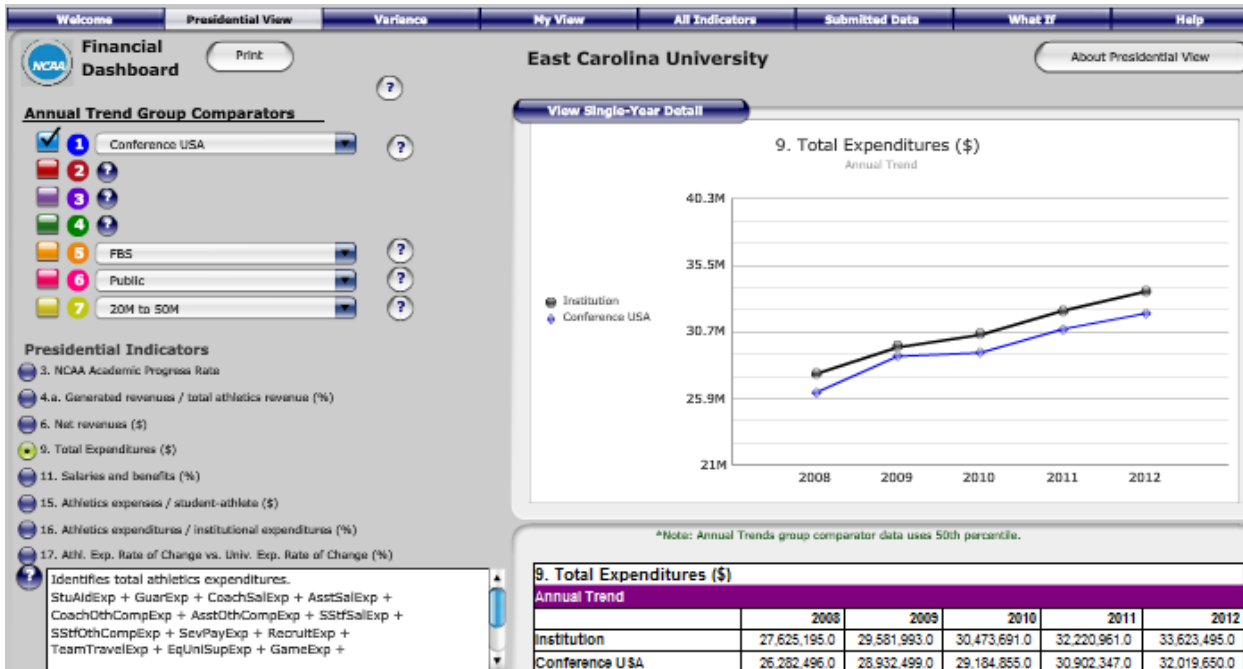 Welcome Presidential View Variance My View All Indicators Submitted Data What If Help
NCAA
Financial
Dashboard
Print
East Carolina University
About Presidential View
?
Annual Trend Group Comparators
1 Conference USA ?
2 ?
3 ?
4 ?
5 FBS ?
6 Public ?
7 20M to 50M ?
Presidential Indicators
3. NCAA Academic Progress Rate
4.a. Generated revenues / total athletics revenue (%)
6. Net revenues ($)
9. Total Expenditures ($)
11. Salaries and benefits (%)
15. Athletics expenses / student-athlete ($)
16. Athletics expenditures / institutional expenditures (%)
17. Athl. Exp. Rate of Change vs. Univ. Exp. Rate of Change (%)
?
Identifies total athletics expenditures.
StuAidExp + GuarExp + CoachSalExp + AsstSalExp +
CoachOthCompExp + AsstOthCompExp + SStfSalExp +
SStfOthCompExp + SevPayExp + RecruitExp +
TeamTravelExp + EqUniSupExp + GameExp +
View Single-Year Detail
9. Total Expenditures ($)
Annual Trend
40.3M
35.5M
30.7M
25.9M
21M
Institution
Conference USA
2008 2009 2010 2011 2012
*Note: Annual Trends group comparator data uses 50th percentile.
9. Total Expenditures ($)
Annual Trend
2008 2009 2010 2011 2012
Institution 27,625,195.0 29,581,993.0 30,473,691.0 32,220,961.0 33,623,495.0
Conference USA 26,282,496.0 28,932,499.0 29,184,855.0 30,902,347.0 32,019,650.0